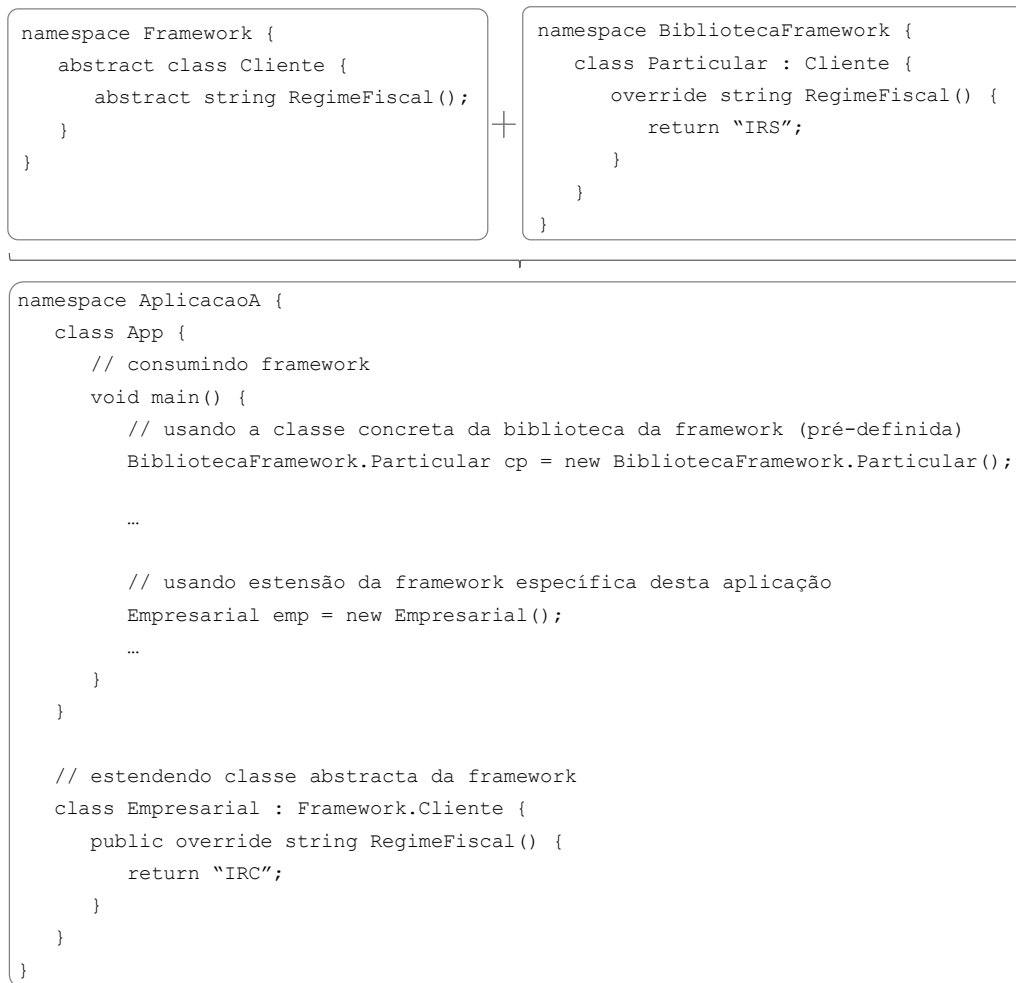 namespace Framework {
abstract class Cliente {
abstract string RegimeFiscal();
}
}
+
namespace BibliotecaFramework {
class Particular : Cliente {
override string RegimeFiscal() {
return “IRS”;
}
}
}
namespace AplicacaoA {
class App {
// consumindo framework
void main() {
// usando a classe concreta da biblioteca da framework (pré-definida)
BibliotecaFramework.Particular cp = new BibliotecaFramework.Particular();
…
// usando estensão da framework específica desta aplicação
Empresarial emp = new Empresarial();
…
}
}
// estendendo classe abstracta da framework
class Empresarial : Framework.Cliente {
public override string RegimeFiscal() {
return “IRC”;
}
}
}